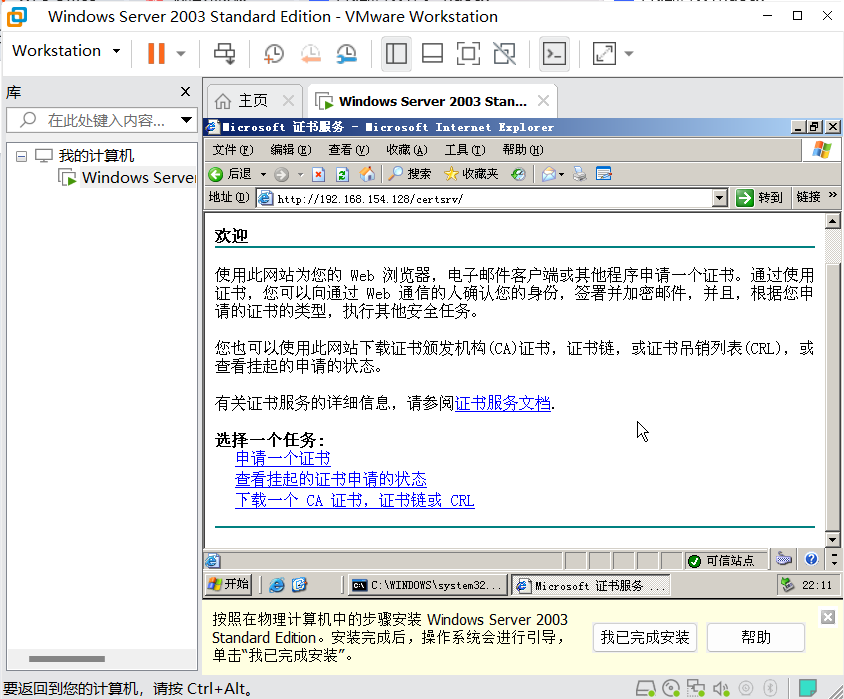 Windows Server 2003 Standard Edition - VMware Workstation
Workstation
库
主页
Windows Server 2003 Stan...
在此处键入内容...
我的计算机
Windows Server
Microsoft 证书服务 - Microsoft Internet Explorer
文件(F) 编辑(E) 查看(V) 收藏(A) 工具(T) 帮助(H)
后退 搜索 收藏夹
地址(D) http://192.168.154.128/certsrv/ 转到 链接 »
欢迎
使用此网站为您的 Web 浏览器，电子邮件客户端或其他程序申请一个证书。通过使用
证书，您可以向通过 Web 通信的人确认您的身份，签署并加密邮件，并且，根据您申
请的证书的类型，执行其他安全任务。
您也可以使用此网站下载证书颁发机构(CA)证书，证书链，或证书吊销列表(CRL)，或
查看挂起的申请的状态。
有关证书服务的详细信息，请参阅证书服务文档.
选择一个任务:
申请一个证书
查看挂起的证书申请的状态
下载一个 CA 证书，证书链或 CRL
可信站点
开始 C:\WINDOWS\system32... Microsoft 证书服务 ... 22:11
按照在物理计算机中的步骤安装 Windows Server 2003
Standard Edition。安装完成后，操作系统会进行引导，
单击“我已完成安装”。
我已完成安装 帮助
要返回到您的计算机，请按 Ctrl+Alt。